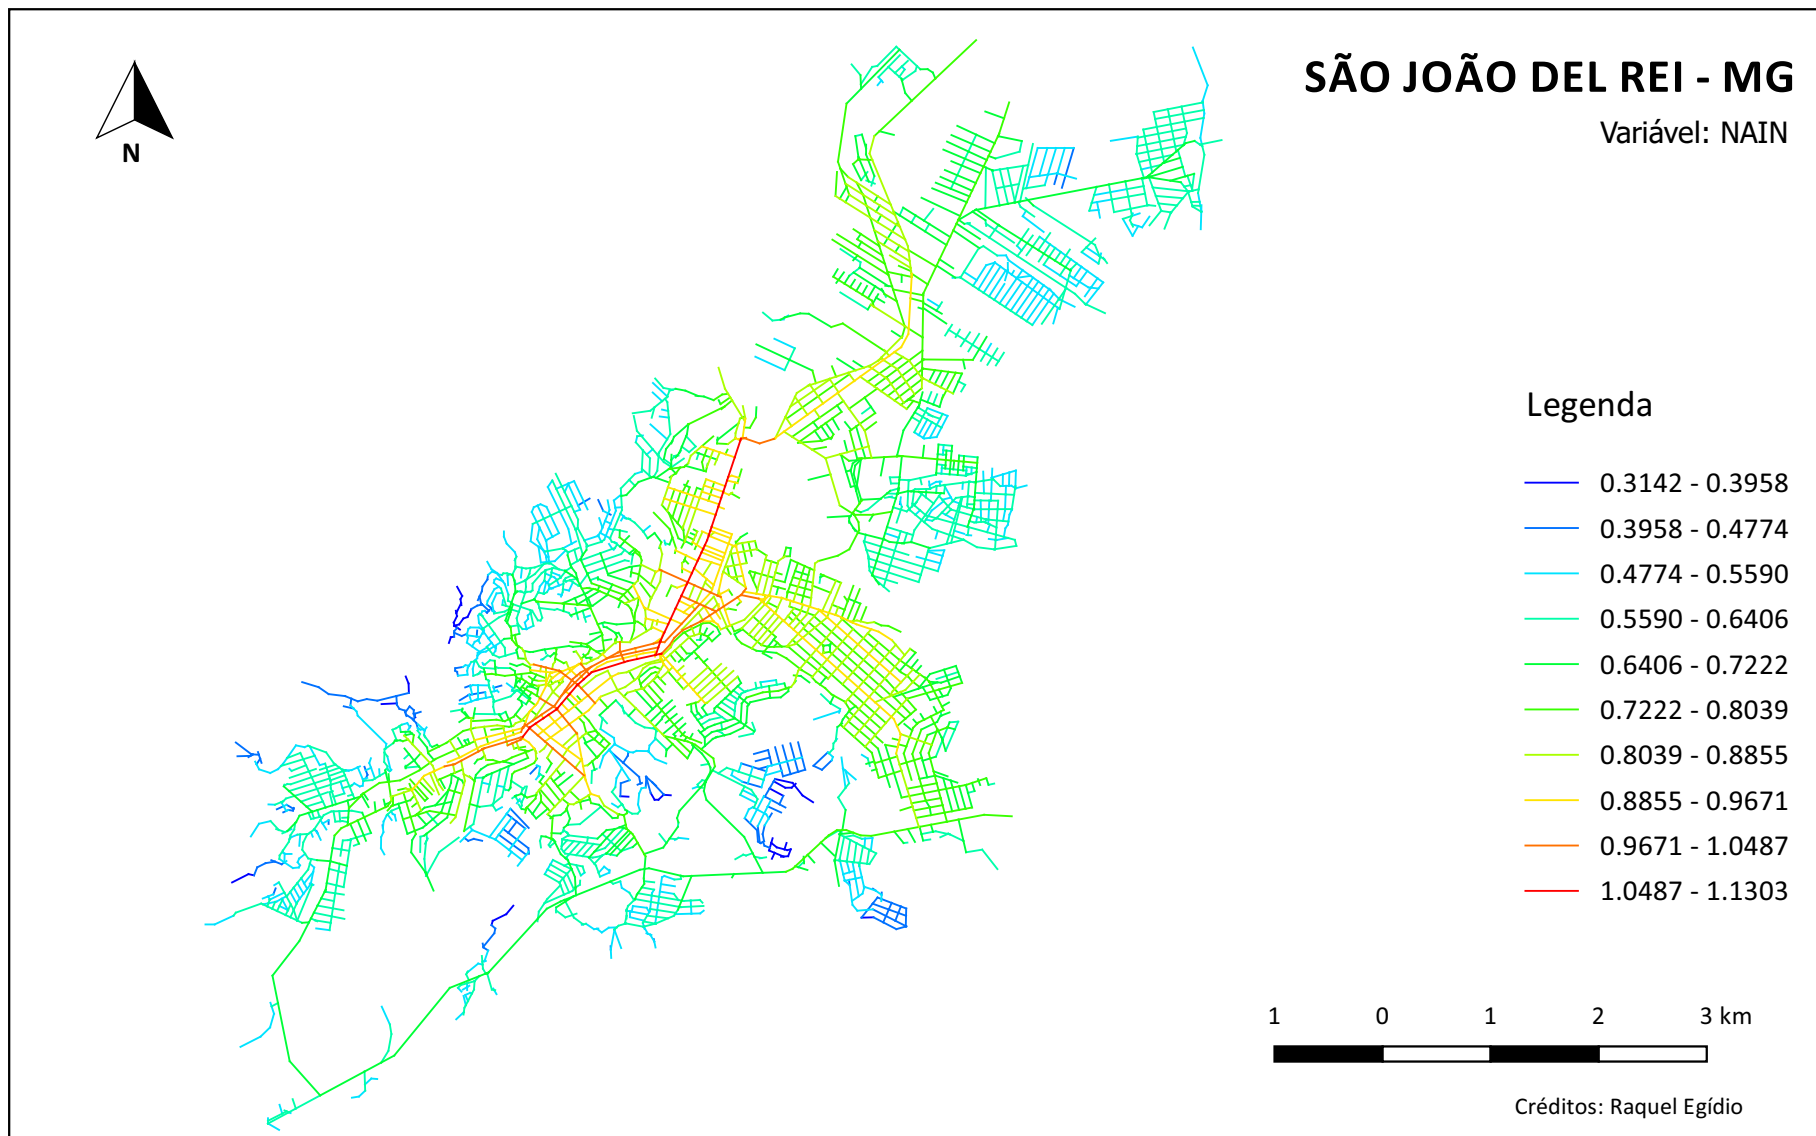 SÃO JOÃO DEL REI - MG
Variável: NAIN
N
Legenda
0.3142 - 0.3958
0.3958 - 0.4774
0.4774 - 0.5590
0.5590 - 0.6406
0.6406 - 0.7222
0.7222 - 0.8039
0.8039 - 0.8855
0.8855 - 0.9671
0.9671 - 1.0487
1.0487 - 1.1303
1 0 1 2 3 km
Créditos: Raquel Egídio